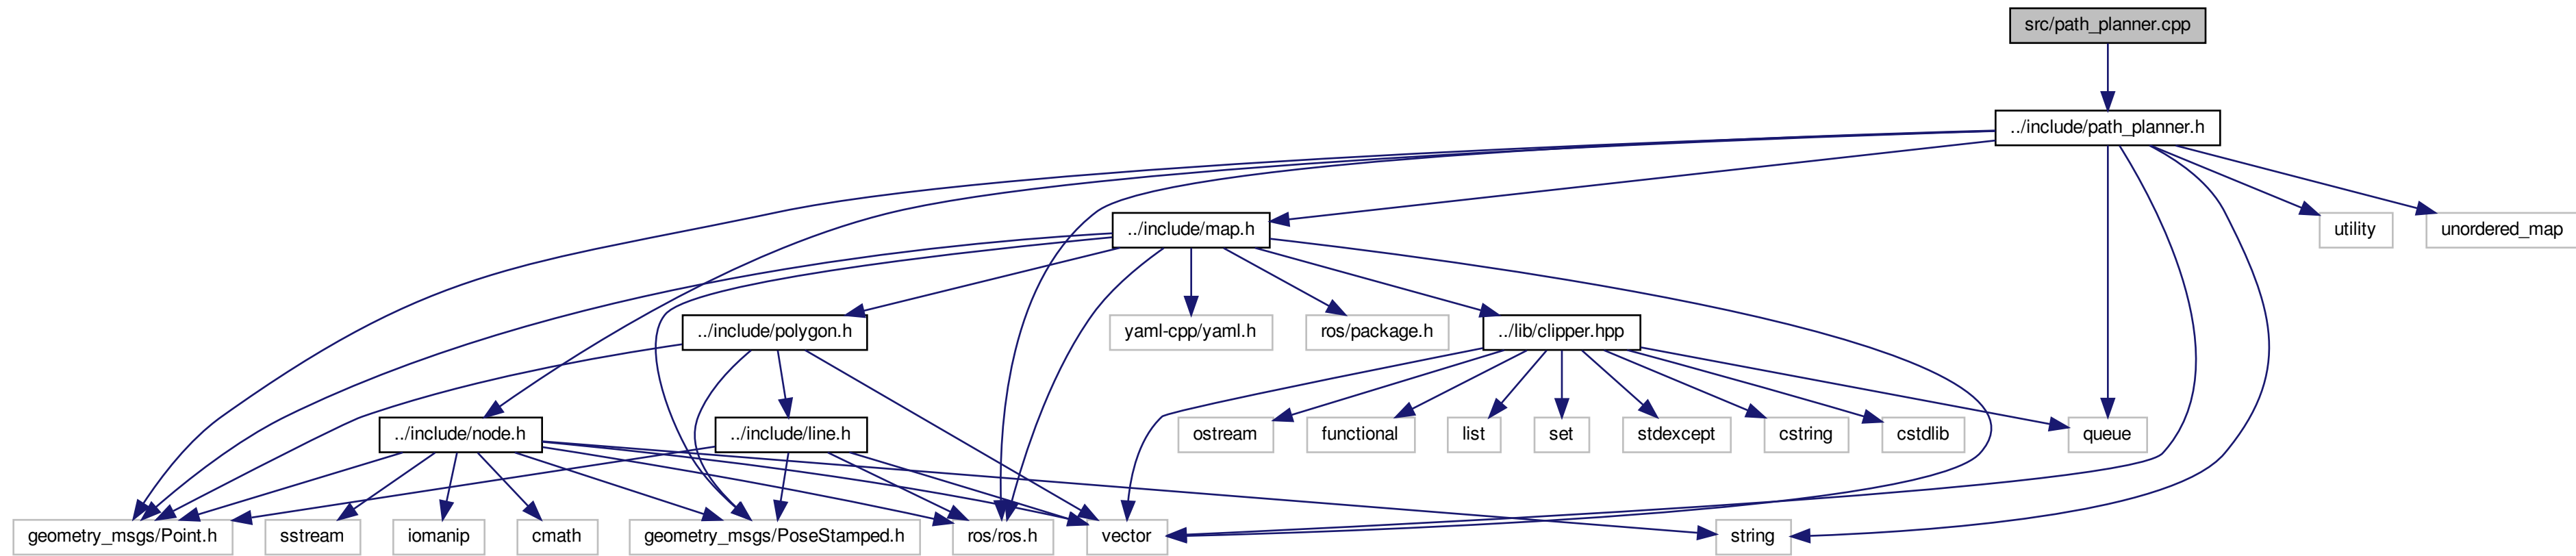 src/path_planner.cpp
../include/path_planner.h
../include/map.h
utility
unordered_map
../include/polygon.h
yaml-cpp/yaml.h
ros/package.h
../lib/clipper.hpp
../include/node.h
../include/line.h
ostream
functional
list
set
stdexcept
cstring
cstdlib
queue
geometry_msgs/Point.h
sstream
iomanip
cmath
geometry_msgs/PoseStamped.h
ros/ros.h
vector
string